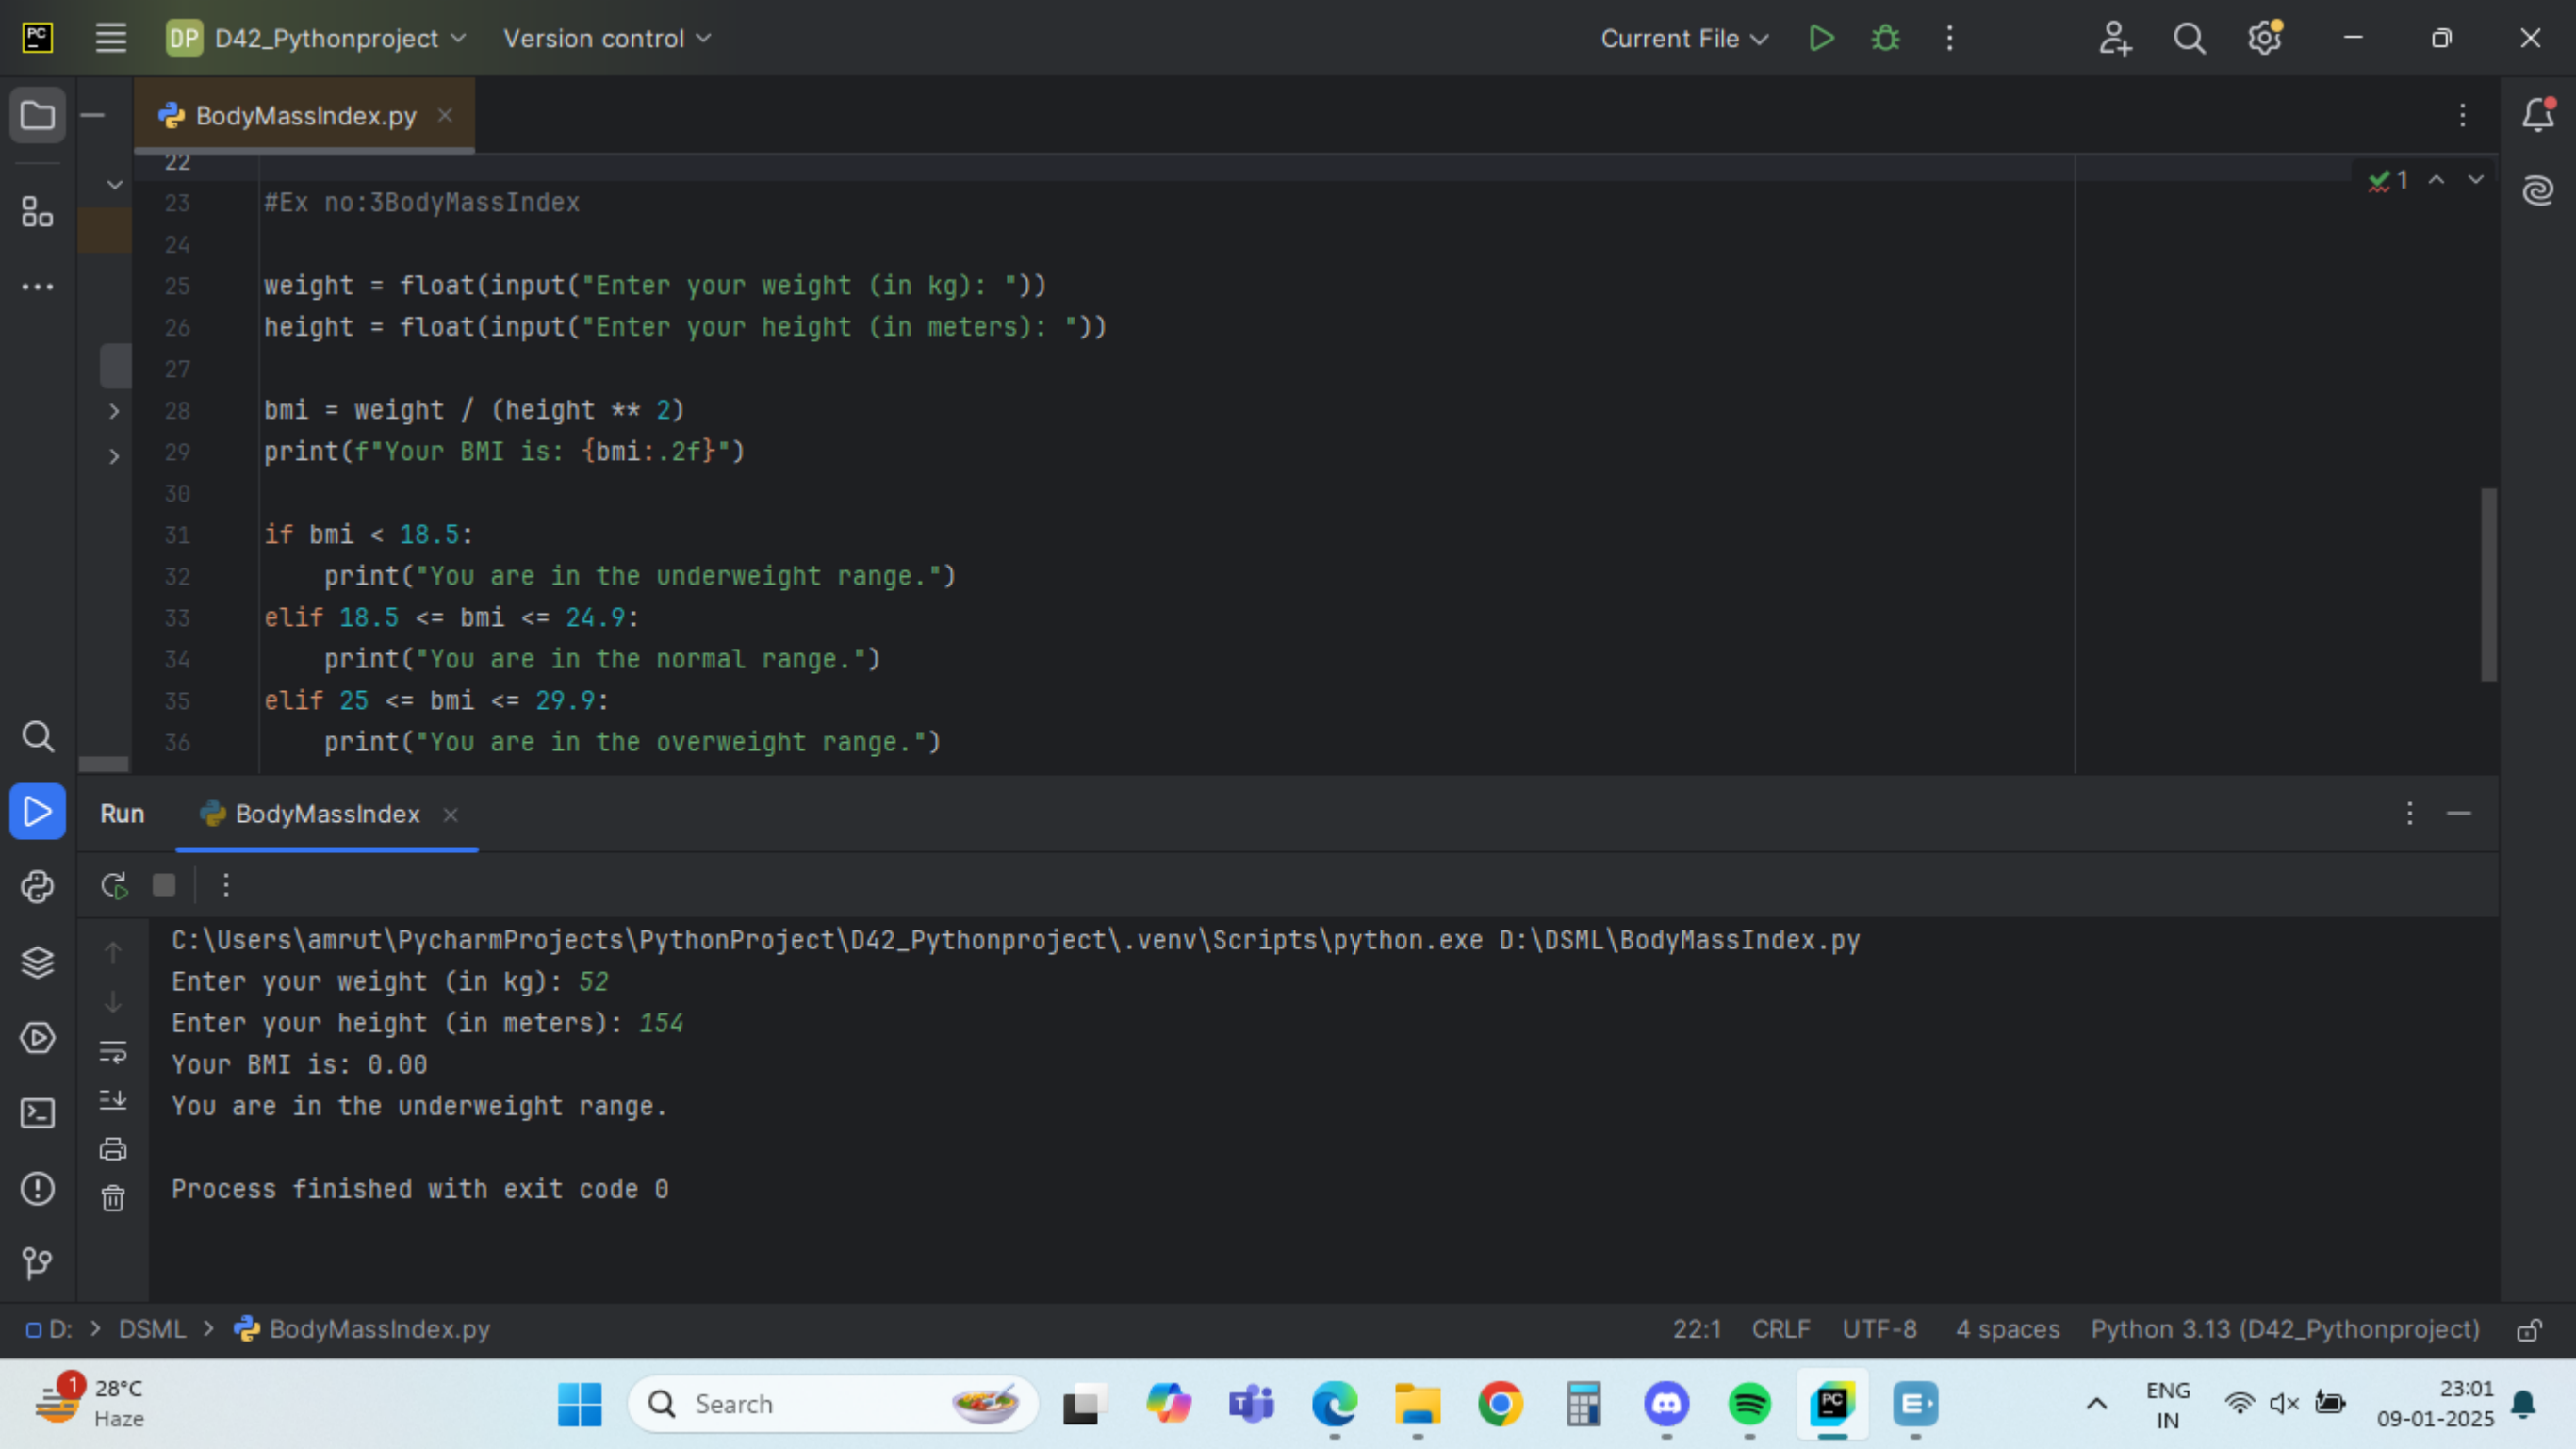 PC
DP D42_Pythonproject Version control Current File
BodyMassIndex.py
22
23 #Ex no:3BodyMassIndex
24
25 weight = float(input("Enter your weight (in kg): "))
26 height = float(input("Enter your height (in meters): "))
27
28 bmi = weight / (height ** 2)
29 print(f"Your BMI is: {bmi:.2f}")
30
31 if bmi < 18.5:
32     print("You are in the underweight range.")
33 elif 18.5 <= bmi <= 24.9:
34     print("You are in the normal range.")
35 elif 25 <= bmi <= 29.9:
36     print("You are in the overweight range.")
1
Run BodyMassIndex
C:\Users\amrut\PycharmProjects\PythonProject\D42_Pythonproject\.venv\Scripts\python.exe D:\DSML\BodyMassIndex.py
Enter your weight (in kg): 52
Enter your height (in meters): 154
Your BMI is: 0.00
You are in the underweight range.
Process finished with exit code 0
D: > DSML > BodyMassIndex.py 22:1 CRLF UTF-8 4 spaces Python 3.13 (D42_Pythonproject)
1 28°C
Haze
Search
T
PC
E
ENG
IN
23:01
09-01-2025